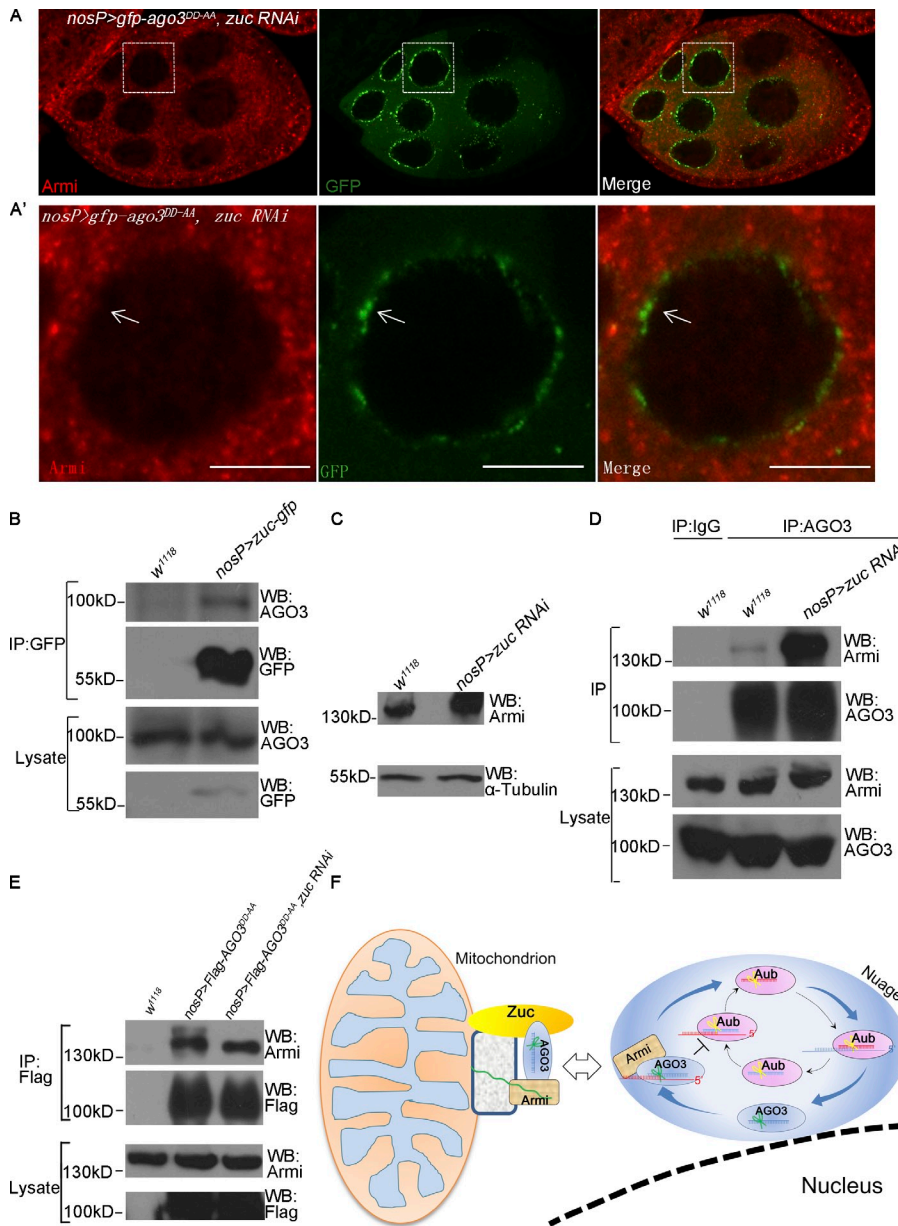 A
nosP>gfp-ago3DD-AA, zuc RNAi
Armi
GFP
Merge
A'
nosP>gfp-ago3DD-AA, zuc RNAi
Armi
GFP
Merge
B
w1118
nosP>zuc-gfp
IP:GFP
100kD
WB:
AGO3
55kD
WB:
GFP
Lysate
100kD
WB:
AGO3
55kD
WB:
GFP
C
w1118
nosP>zuc RNAi
130kD
WB:
Armi
55kD
WB:
α-Tubulin
D
IP:IgG
IP:AGO3
w1118
w1118
nosP>zuc RNA
IP
130kD
WB:
Armi
100kD
WB:
AGO3
Lysate
130kD
WB:
Armi
100kD
WB:
AGO3
E
w1118
nosP>Flag-AGO3DD-AA
nosP>Flag-AGO3DD-AA,zuc RNAi
IP:
Flag
130kD
WB:
Armi
100kD
WB:
Flag
Lysate
130kD
WB:
Armi
100kD
WB:
Flag
F
Mitochondrion
Zuc
AGO3
Armi
Nuage
Aub
Aub
5'
Aub
5'
Armi
AGO3
5'
Aub
AGO3
Nucleus